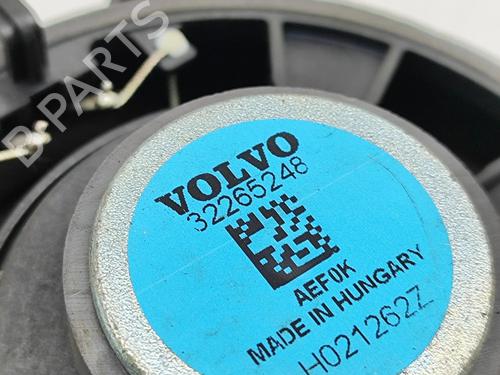 B PARTS
VOLVO
32265248
AEF0K
MADE IN HUNGARY
H021262Z